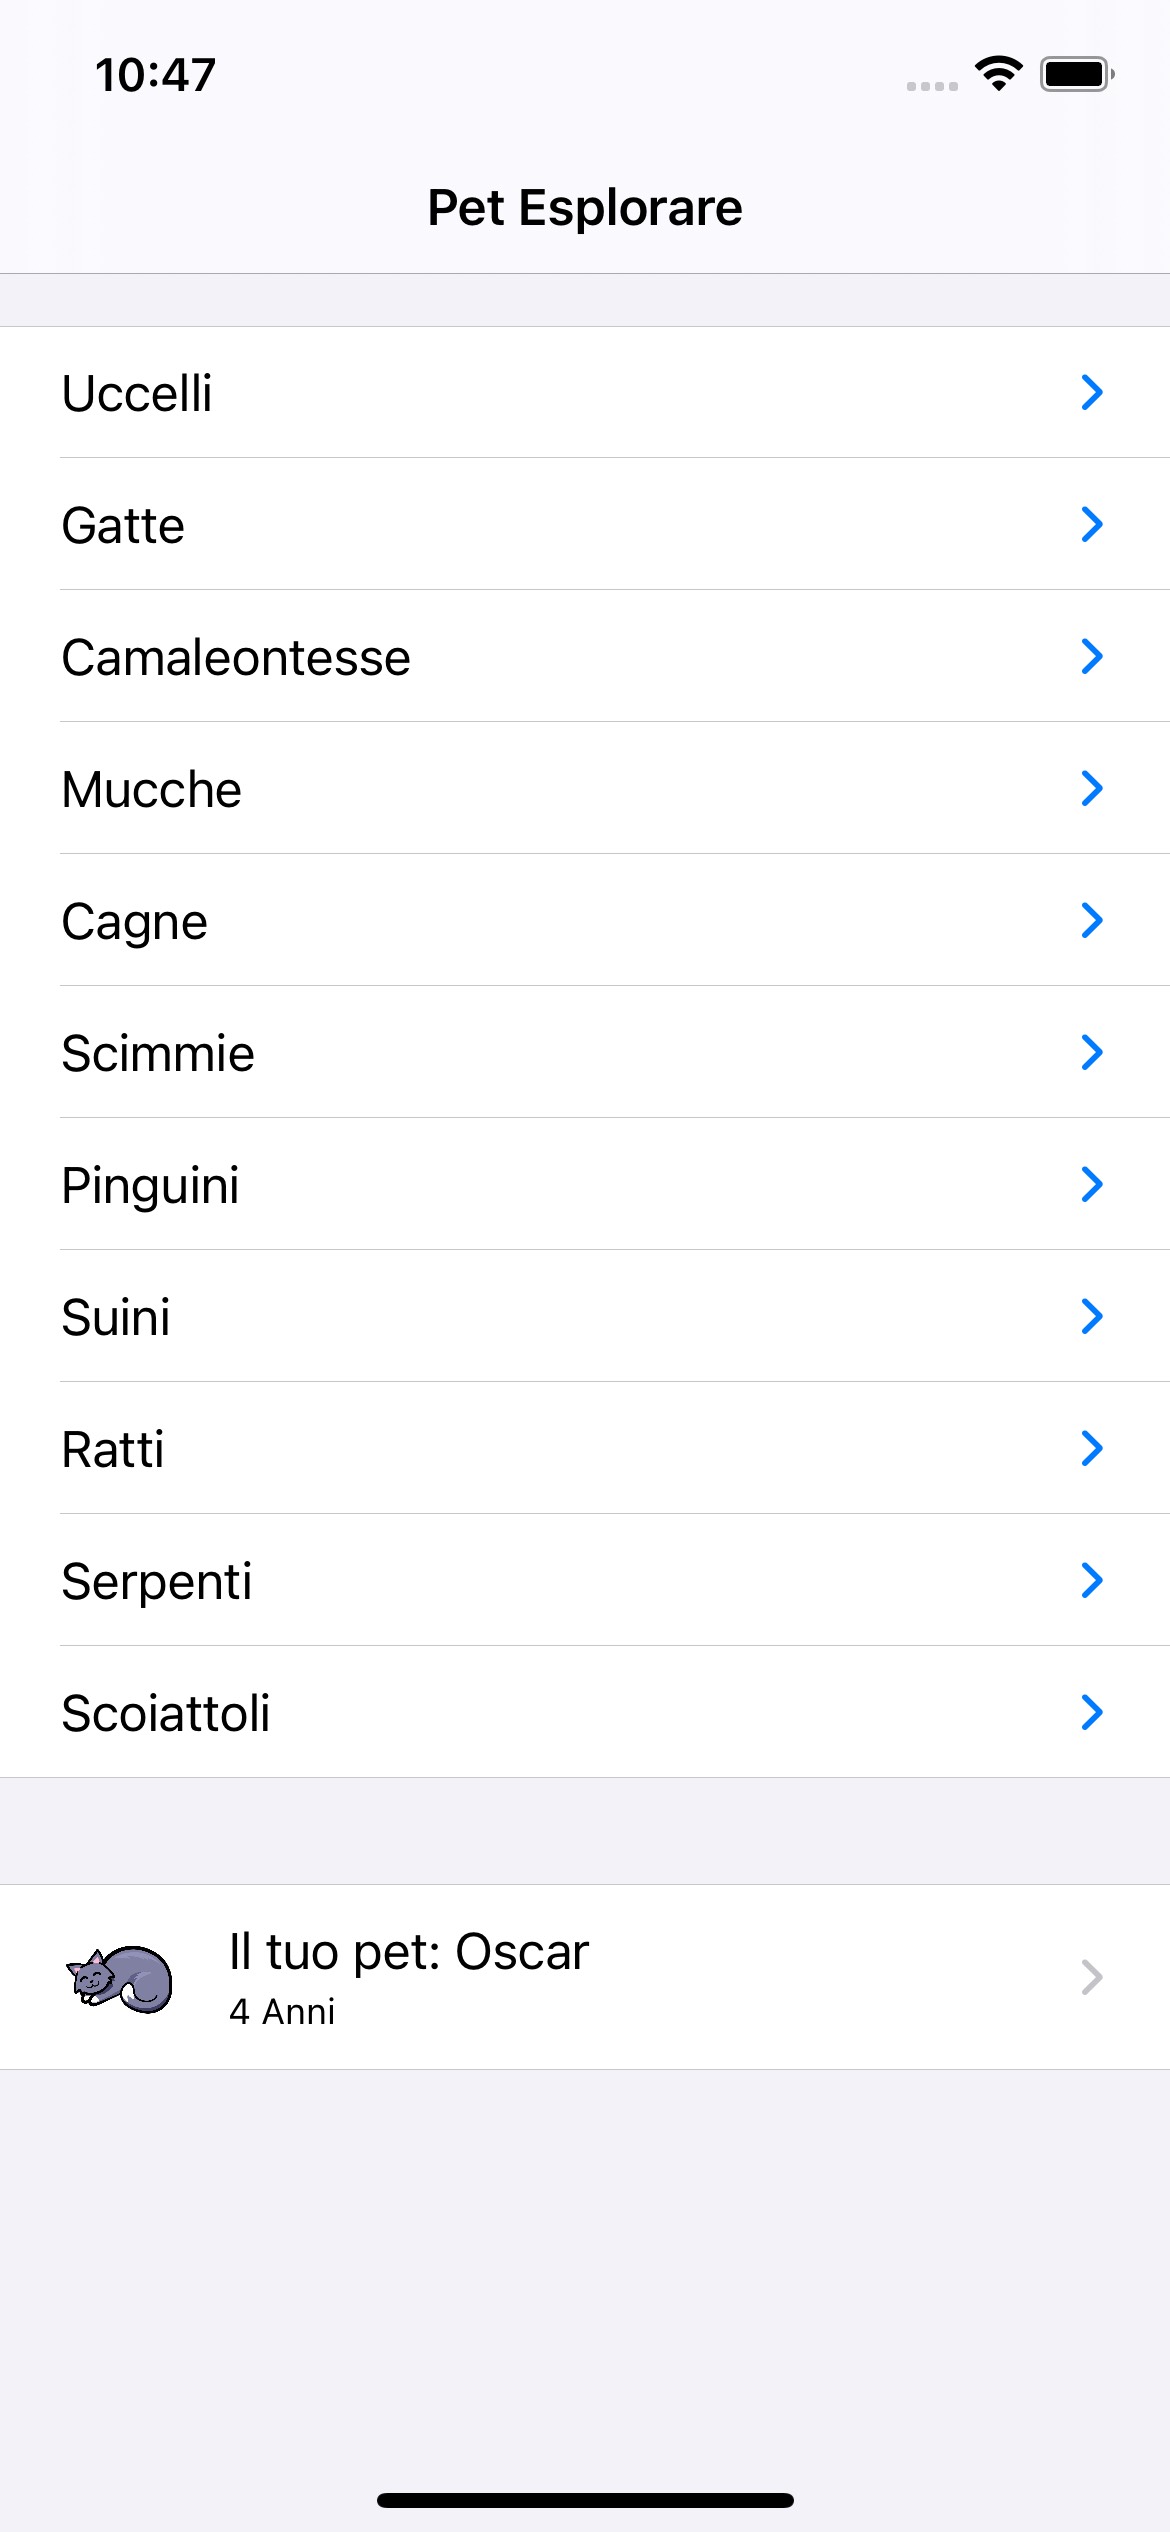 10:47
Pet Esplorare
Uccelli
Gatte
Camaleontesse
Mucche
Cagne
Scimmie
Pinguini
Suini
Ratti
Serpenti
Scoiattoli
Il tuo pet: Oscar
4 Anni